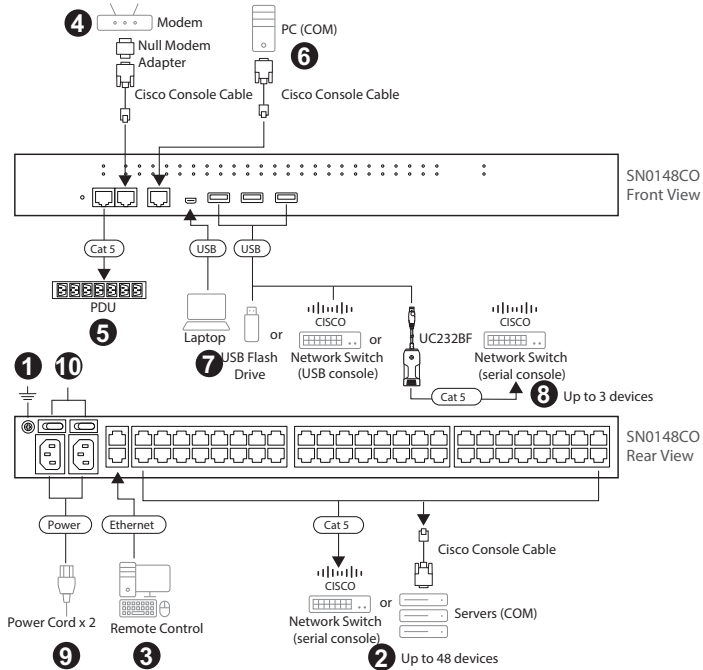 4
Modem
Null Modem
Adapter
Cisco Console Cable
PC (COM)
6
Cisco Console Cable
SN0148CO
Front View
Cat 5
USB
USB
PDU
5
Laptop
7
USB Flash
Drive
or
CISCO
or
Network Switch
(USB console)
UC232BF
CISCO
Network Switch
(serial console)
Cat 5
8
Up to 3 devices
1
10
SN0148CO
Rear View
Power
Ethernet
Cat 5
Cisco Console Cable
CISCO
or
Servers (COM)
Network Switch
(serial console)
Power Cord x 2
Remote Control
9
3
2
Up to 48 devices